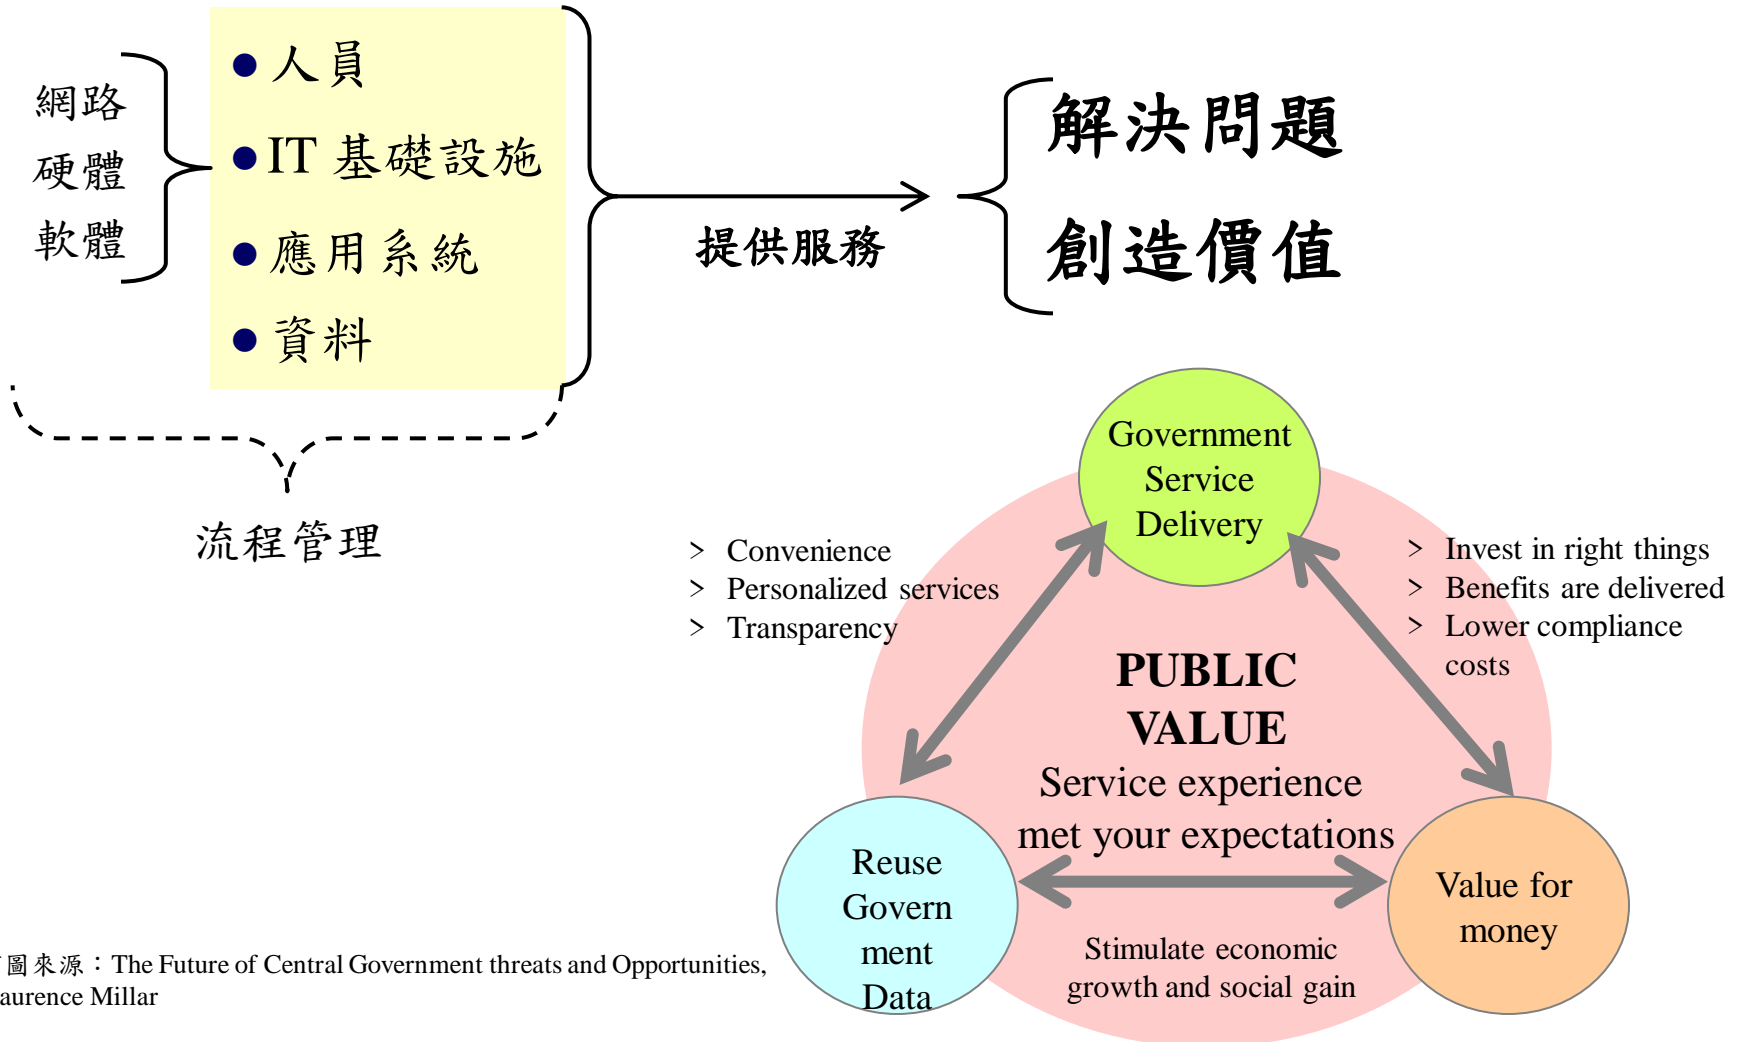 網路
硬體
軟體
● 人員
● IT 基礎設施
● 應用系統
● 資料
流程管理
提供服務
解決問題
創造價值
Government
Service
Delivery
> Convenience
> Personalized services
> Transparency
> Invest in right things
> Benefits are delivered
> Lower compliance
costs
PUBLIC
VALUE
Service experience
met your expectations
Reuse
Govern
ment
Data
Value for
money
Stimulate economic
growth and social gain
圖來源：The Future of Central Government threats and Opportunities,
aurence Millar